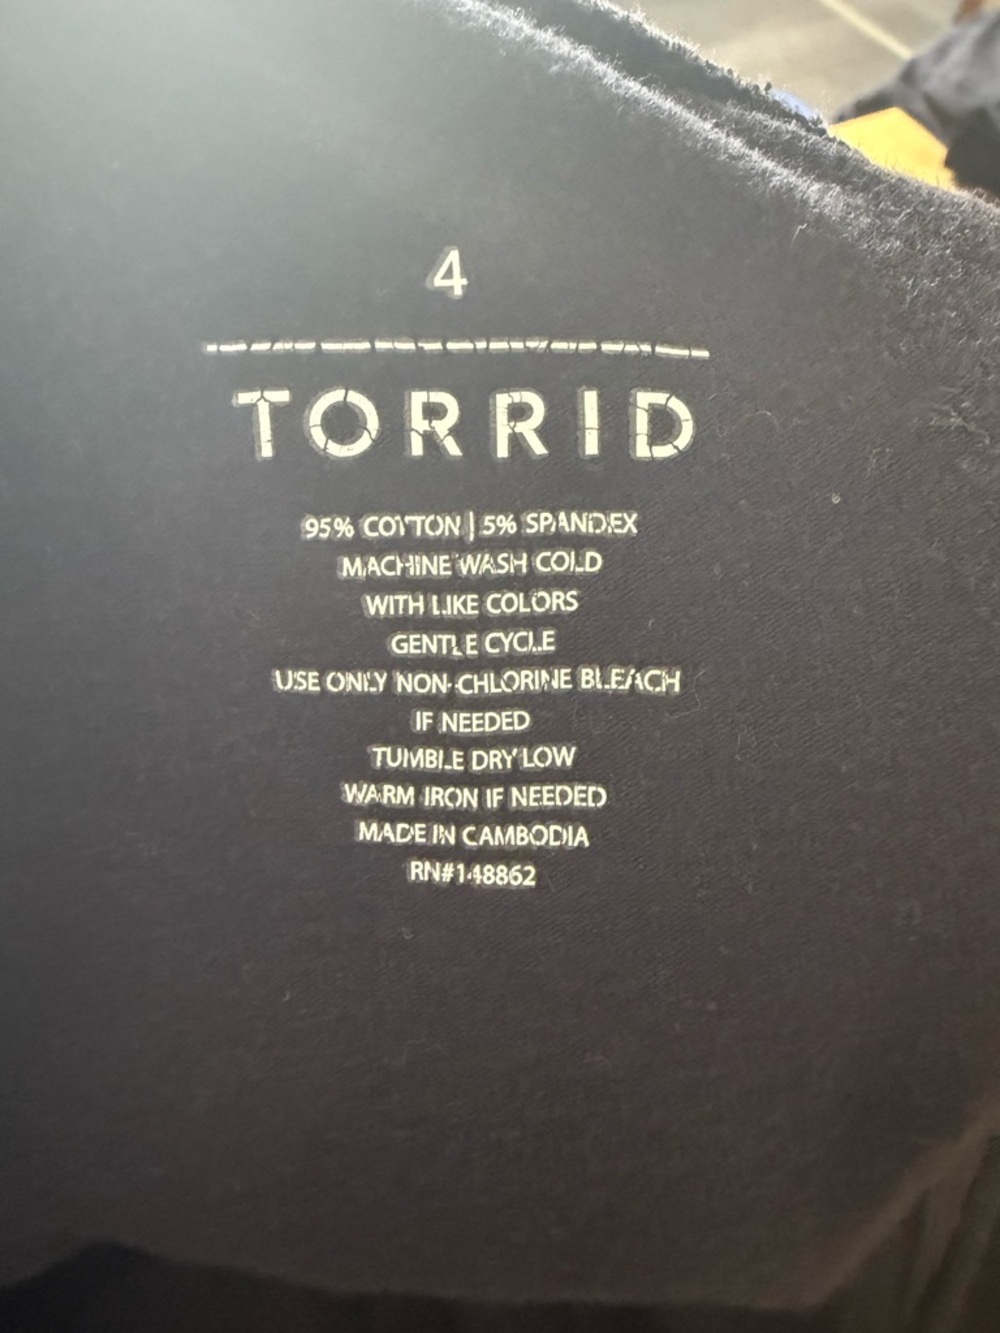 4
TORRID
95% COTTON | 5% SPANDEX
MACHINE WASH COLD
WITH LIKE COLORS
GENTLE CYCLE
USE ONLY NON-CHLORINE BLEACH
IF NEEDED
TUMBLE DRY LOW
WARM IRON IF NEEDED
MADE IN CAMBODIA
RN#148862